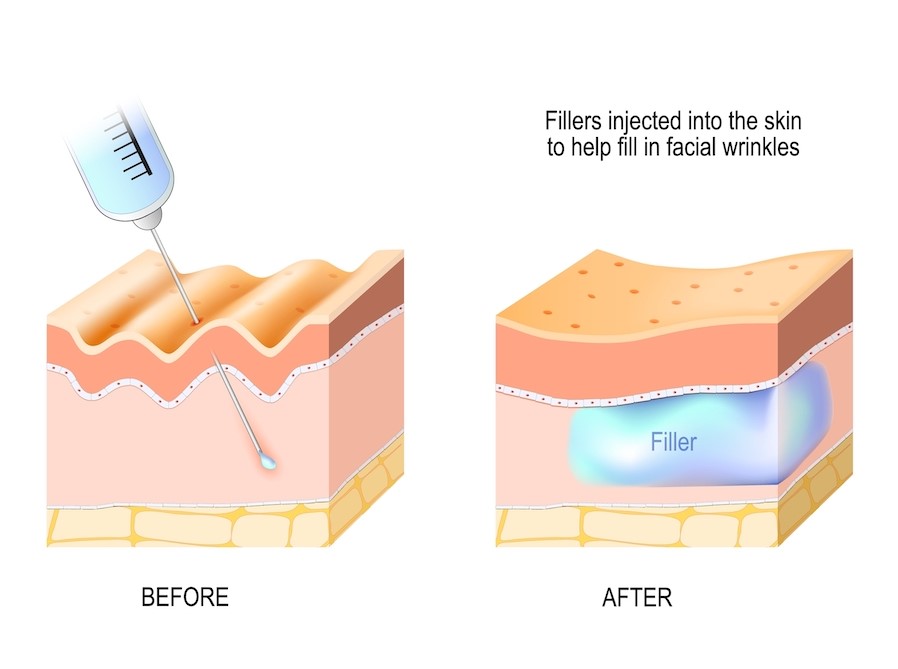 Fillers injected into the skin
to help fill in facial wrinkles
Filler
BEFORE
AFTER